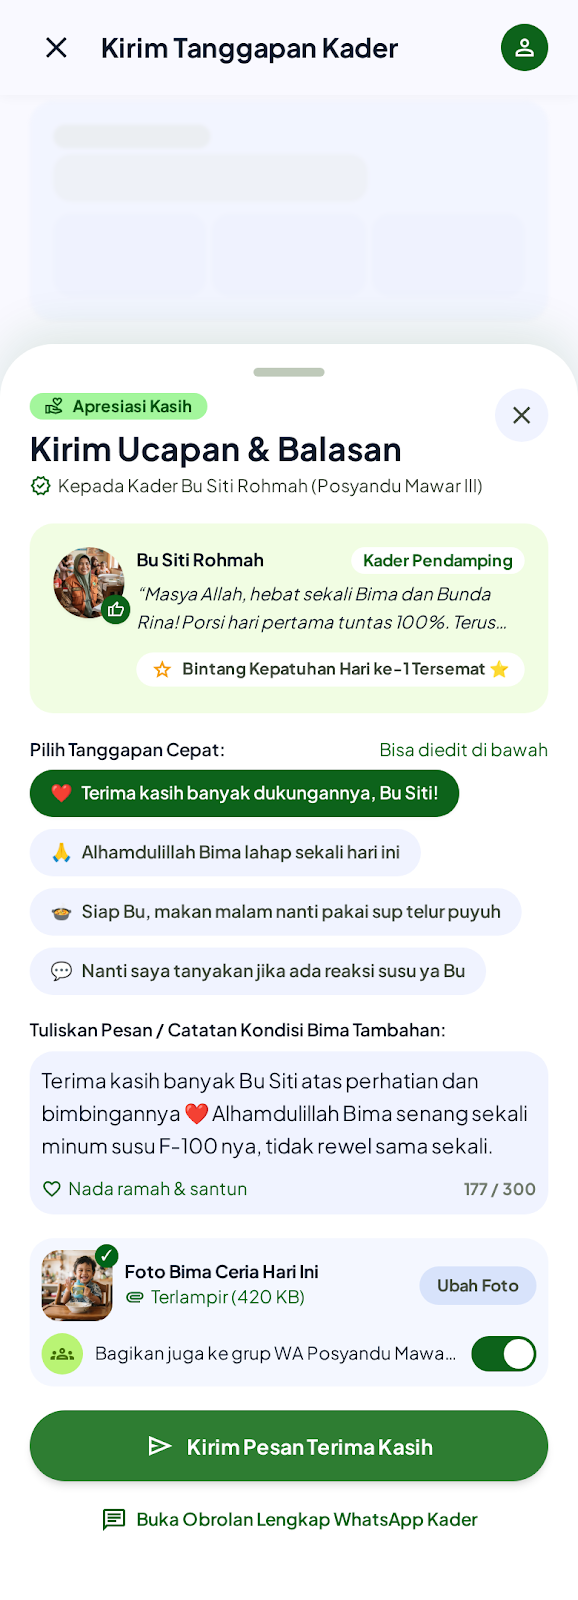 Kirim Tanggapan Kader
Apresiasi Kasih
Kirim Ucapan & Balasan
Kepada Kader Bu Siti Rohmah (Posyandu Mawar III)
Bu Siti Rohmah
Kader Pendamping
“Masya Allah, hebat sekali Bima dan Bunda
Rina! Porsi hari pertama tuntas 100%. Terus...
Bintang Kepatuhan Hari ke-1 Tersemat ⭐
Pilih Tanggapan Cepat:
Bisa diedit di bawah
❤️ Terima kasih banyak dukungannya, Bu Siti!
🙏 Alhamdulillah Bima lahap sekali hari ini
🍲 Siap Bu, makan malam nanti pakai sup telur puyuh
💬 Nanti saya tanyakan jika ada reaksi susu ya Bu
Tuliskan Pesan / Catatan Kondisi Bima Tambahan:
Terima kasih banyak Bu Siti atas perhatian dan
bimbingannya ❤️ Alhamdulillah Bima senang sekali
minum susu F-100 nya, tidak rewel sama sekali.
Nada ramah & santun
177 / 300
Foto Bima Ceria Hari Ini
Terlampir (420 KB)
Ubah Foto
Bagikan juga ke grup WA Posyandu Mawa...
Kirim Pesan Terima Kasih
Buka Obrolan Lengkap WhatsApp Kader